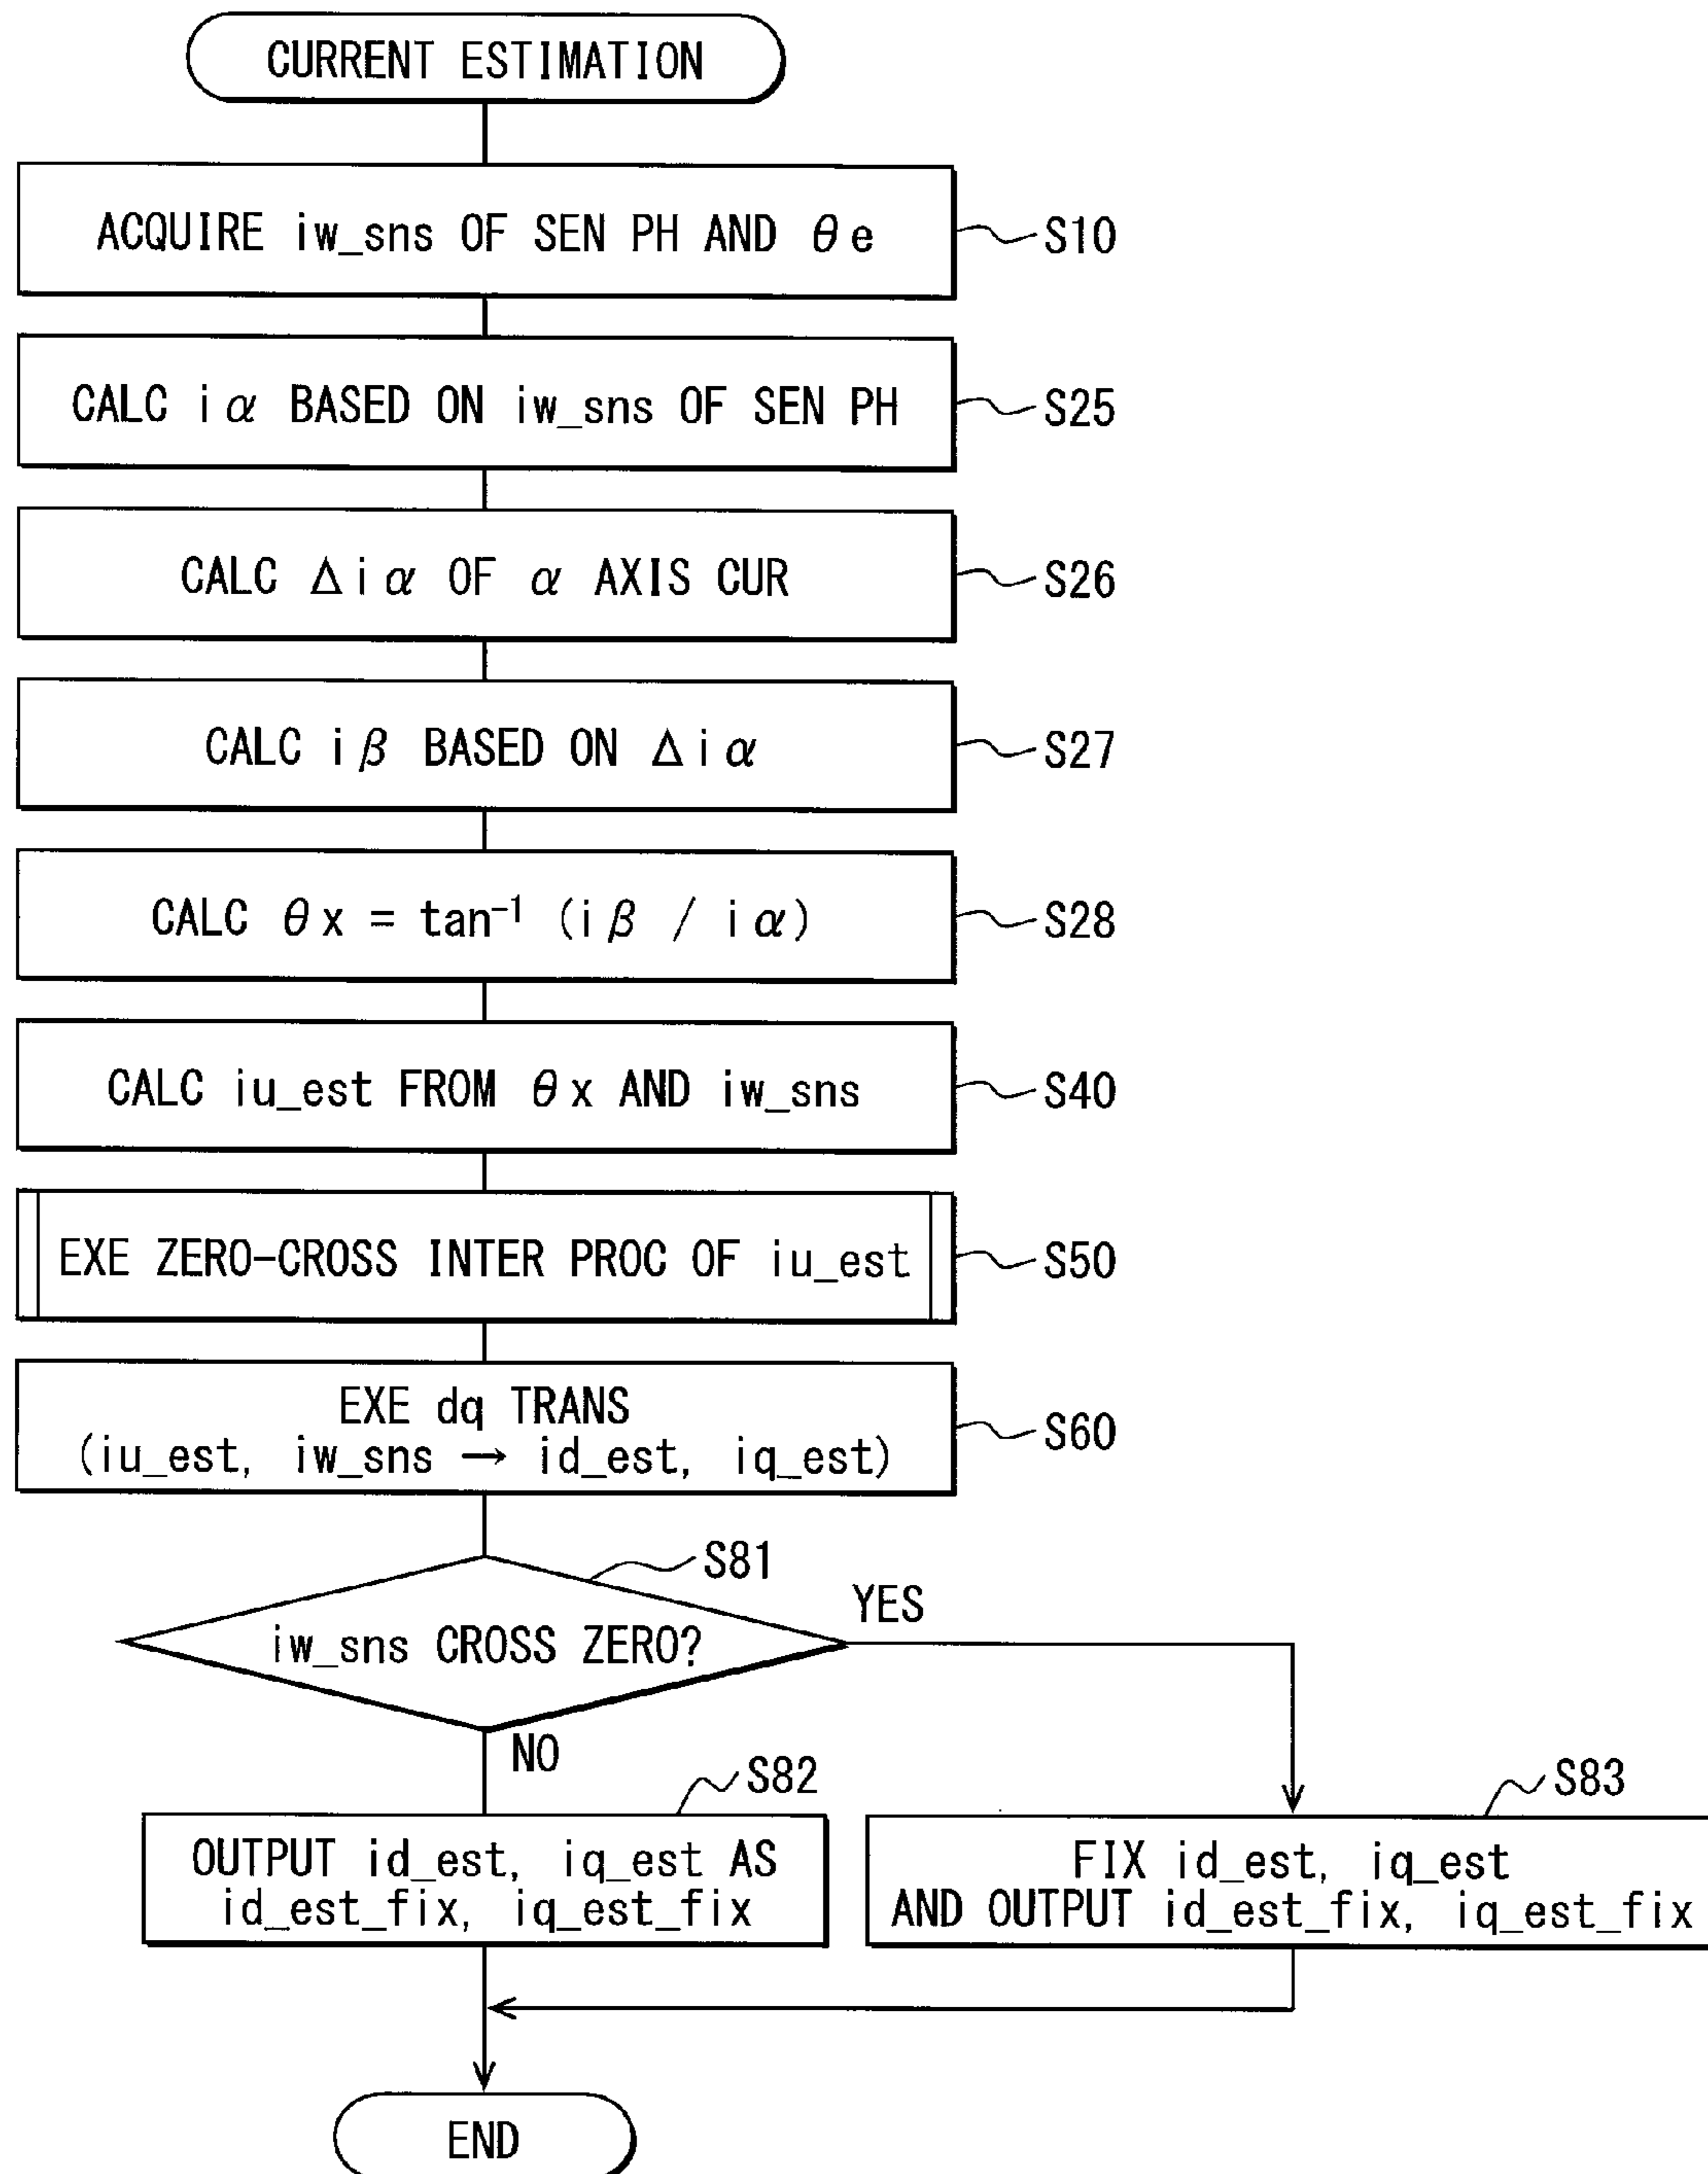 CURRENT ESTIMATION
ACQUIRE iw_sns OF SEN PH AND θe
S10
CALC iα BASED ON iw_sns OF SEN PH
S25
CALC Δiα OF α AXIS CUR
S26
CALC iβ BASED ON Δiα
S27
CALC θx = tan⁻¹ (iβ / iα)
S28
CALC iu_est FROM θx AND iw_sns
S40
EXE ZERO-CROSS INTER PROC OF iu_est
S50
EXE dq TRANS
(iu_est, iw_sns → id_est, iq_est)
S60
S81
iw_sns CROSS ZERO?
YES
NO
S82
OUTPUT id_est, iq_est AS
id_est_fix, iq_est_fix
S83
FIX id_est, iq_est
AND OUTPUT id_est_fix, iq_est_fix
END